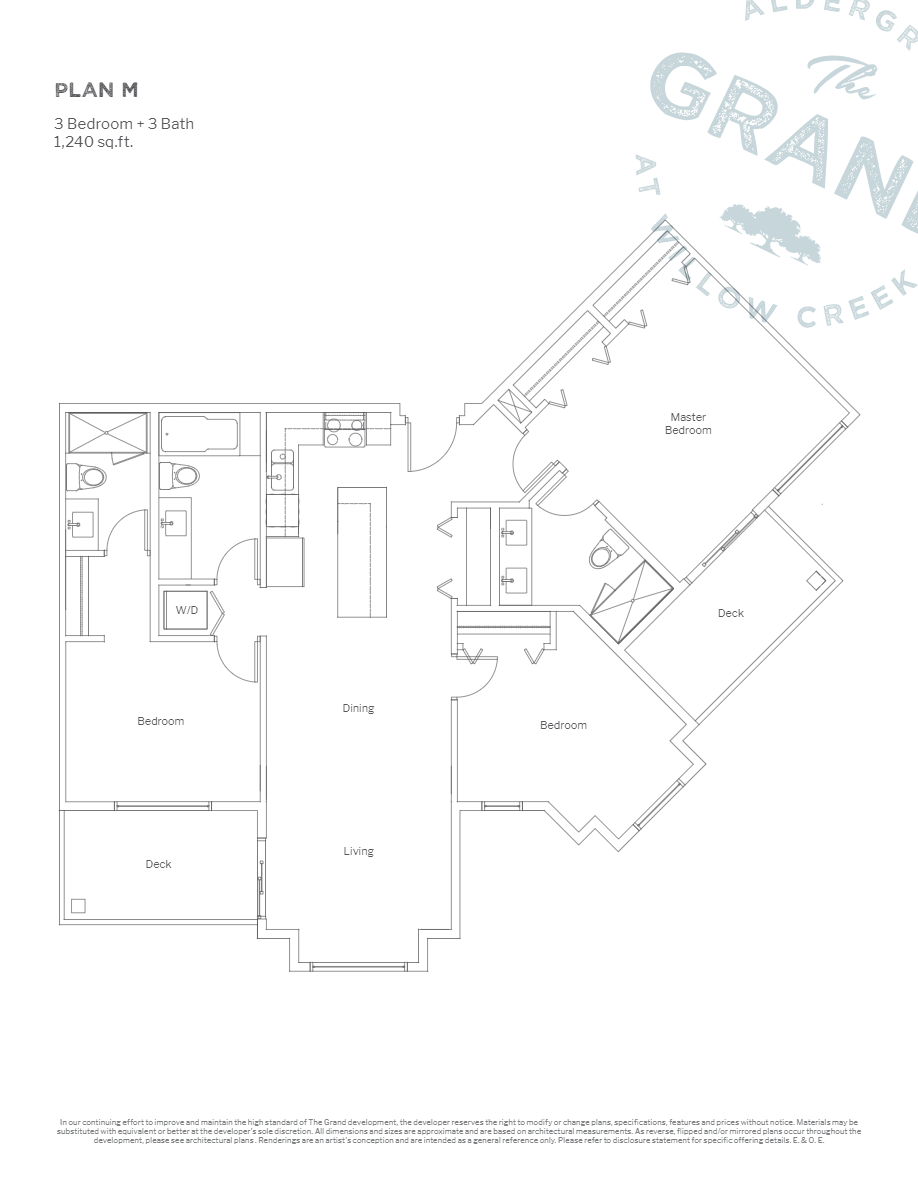 PLAN M
3 Bedroom + 3 Bath
1,240 sq.ft.
The
AT
CREEK
Master
Bedroom
W/D
Deck
Dining
Bedroom
Bedroom
Living
Deck
In our continuing effort to improve and maintain the high standard of The Grand development, the developer reserves the right to modify or change plans, specifications, features and prices without notice. Materials may be
substituted with equivalent or better at the developer's sole discretion. All dimensions and sizes are approximate and are based on architectural measurements. As reverse, flipped and/or mirrored plans occur throughout the
development, please see architectural plans. Renderings are an artist's conception and are intended as a general reference only. Please refer to disclosure statement for specific offering details. E. & O. E.